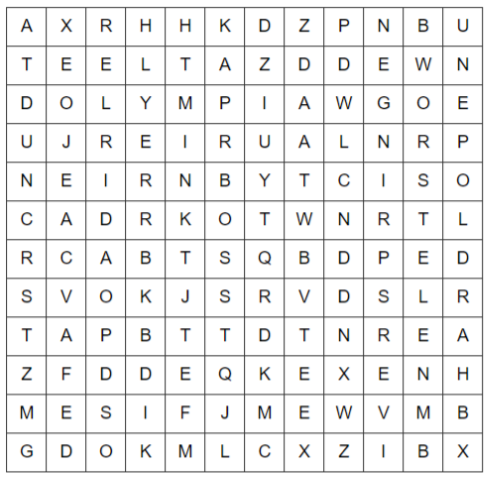 A X R H H K D Z P N B U
T E E L T A Z D D E W N
D O L Y M P I A W G O E
U J R E I R U A L N R P
N E I R N B Y T C I S O
C A D R K O T W N R T L
R C A B T S Q B D P E D
S V O K J S R V D S L R
T A P B T T D T N R E A
Z F D D E Q K E X E N H
M E S I F J M E W V M B
G D O K M L C X Z I B X